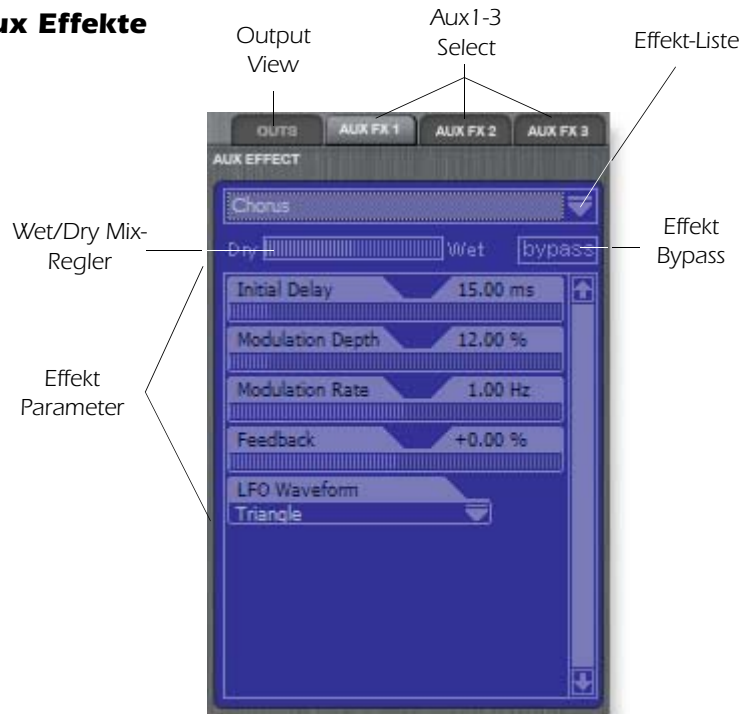 ux Effekte
Output
View
Aux1-3
Select
Effekt-Liste
OUTS
AUX FX 1
AUX FX 2
AUX FX 3
AUX EFFECT
Chorus
Wet/Dry Mix-
Regler
Dry
Wet
bypass
Effekt
Bypass
Initial Delay 15.00 ms
Modulation Depth 12.00 %
Effekt
Parameter
Modulation Rate 1.00 Hz
Feedback +0.00 %
LFO Waveform
Triangle